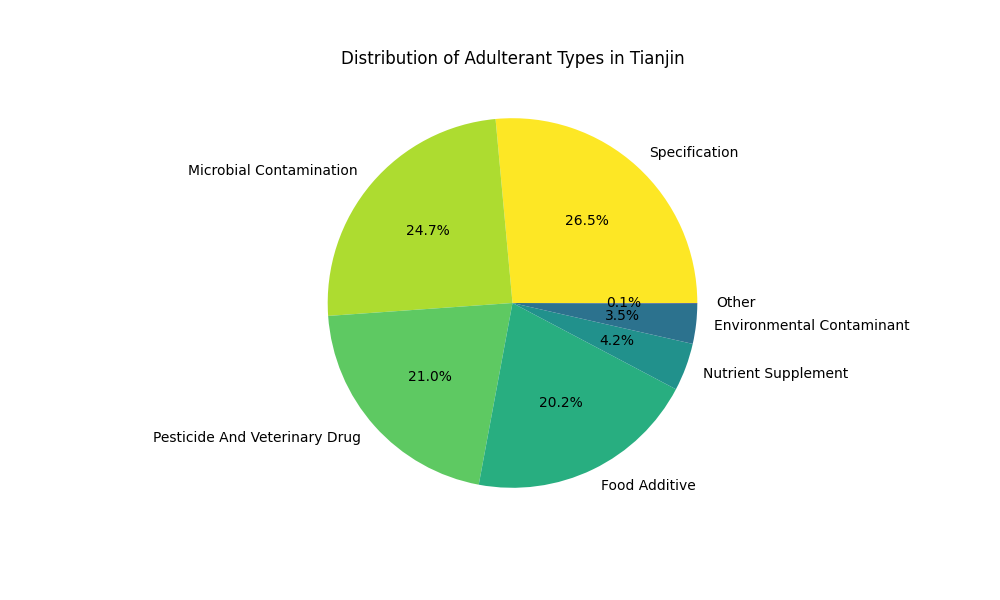 Distribution of Adulterant Types in Tianjin
Specification
26.5%
Microbial Contamination
24.7%
Pesticide And Veterinary Drug
21.0%
Food Additive
20.2%
Nutrient Supplement
4.2%
Environmental Contaminant
3.5%
Other
0.1%